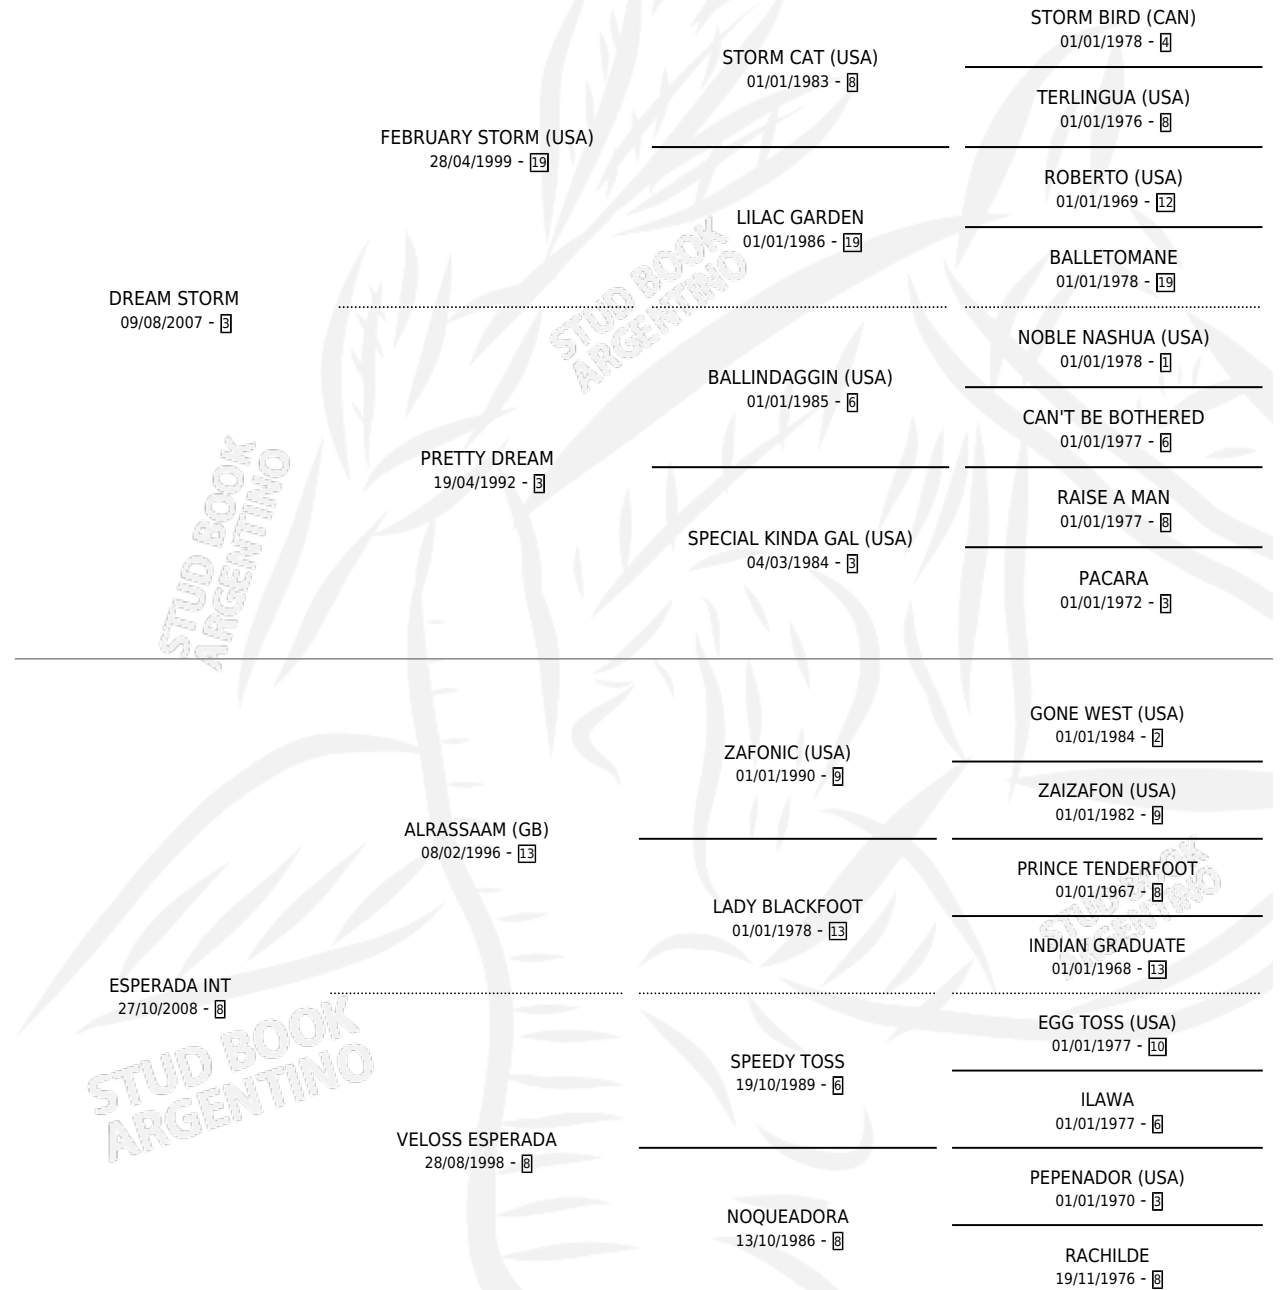 STORM BIRD (CAN)
01/01/1978 - 4
STORM CAT (USA)
01/01/1983 - 8
TERLINGUA (USA)
01/01/1976 - 8
FEBRUARY STORM (USA)
28/04/1999 - 19
ROBERTO (USA)
01/01/1969 - 12
LILAC GARDEN
01/01/1986 - 19
BALLETOMANE
01/01/1978 - 19
DREAM STORM
09/08/2007 - 3
NOBLE NASHUA (USA)
01/01/1978 - 1
BALLINDAGGIN (USA)
01/01/1985 - 6
CAN'T BE BOTHERED
01/01/1977 - 6
PRETTY DREAM
19/04/1992 - 3
RAISE A MAN
01/01/1977 - 8
SPECIAL KINDA GAL (USA)
04/03/1984 - 3
PACARA
01/01/1972 - 3
GONE WEST (USA)
01/01/1984 - 2
ZAFONIC (USA)
01/01/1990 - 9
ZAIZAFON (USA)
01/01/1982 - 9
ALRASSAAM (GB)
08/02/1996 - 13
PRINCE TENDERFOOT
01/01/1967 - 8
LADY BLACKFOOT
01/01/1978 - 13
INDIAN GRADUATE
01/01/1968 - 13
ESPERADA INT
27/10/2008 - 8
EGG TOSS (USA)
01/01/1977 - 10
SPEEDY TOSS
19/10/1989 - 6
ILAWA
01/01/1977 - 6
VELOSS ESPERADA
28/08/1998 - 8
PEPENADOR (USA)
01/01/1970 - 3
NOQUEADORA
13/10/1986 - 8
RACHILDE
19/11/1976 - 8
STUD BOOK
ARGENTINO
STUD BOOK
ARGENTINO
STUD BOOK
ARGENTINO
STUD BOOK
ARGENTINO